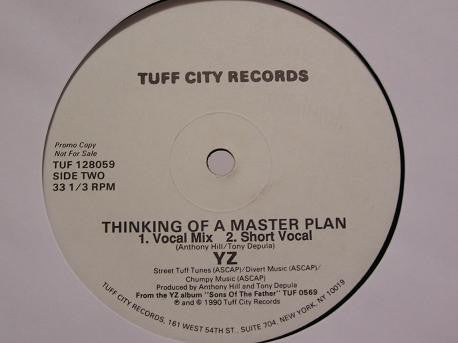 TUFF CITY RECORDS
Promo Copy
Not For Sale
TUF 128059
SIDE TWO
33 1/3 RPM
THINKING OF A MASTER PLAN
1. Vocal Mix 2. Short Vocal
(Anthony Hill/Tony Depula)
YZ
Street Tuff Tunes (ASCAP)/Divert Music (ASCAP)/
Chumpy Music (ASCAP)
Produced by Anthony Hill and Tony Depula
From the YZ album "Sons Of The Father" TUF 0569
℗ and © 1990 Tuff City Records
TUFF CITY RECORDS, 161 WEST 54TH ST., SUITE 704, NEW YORK, NY 10019